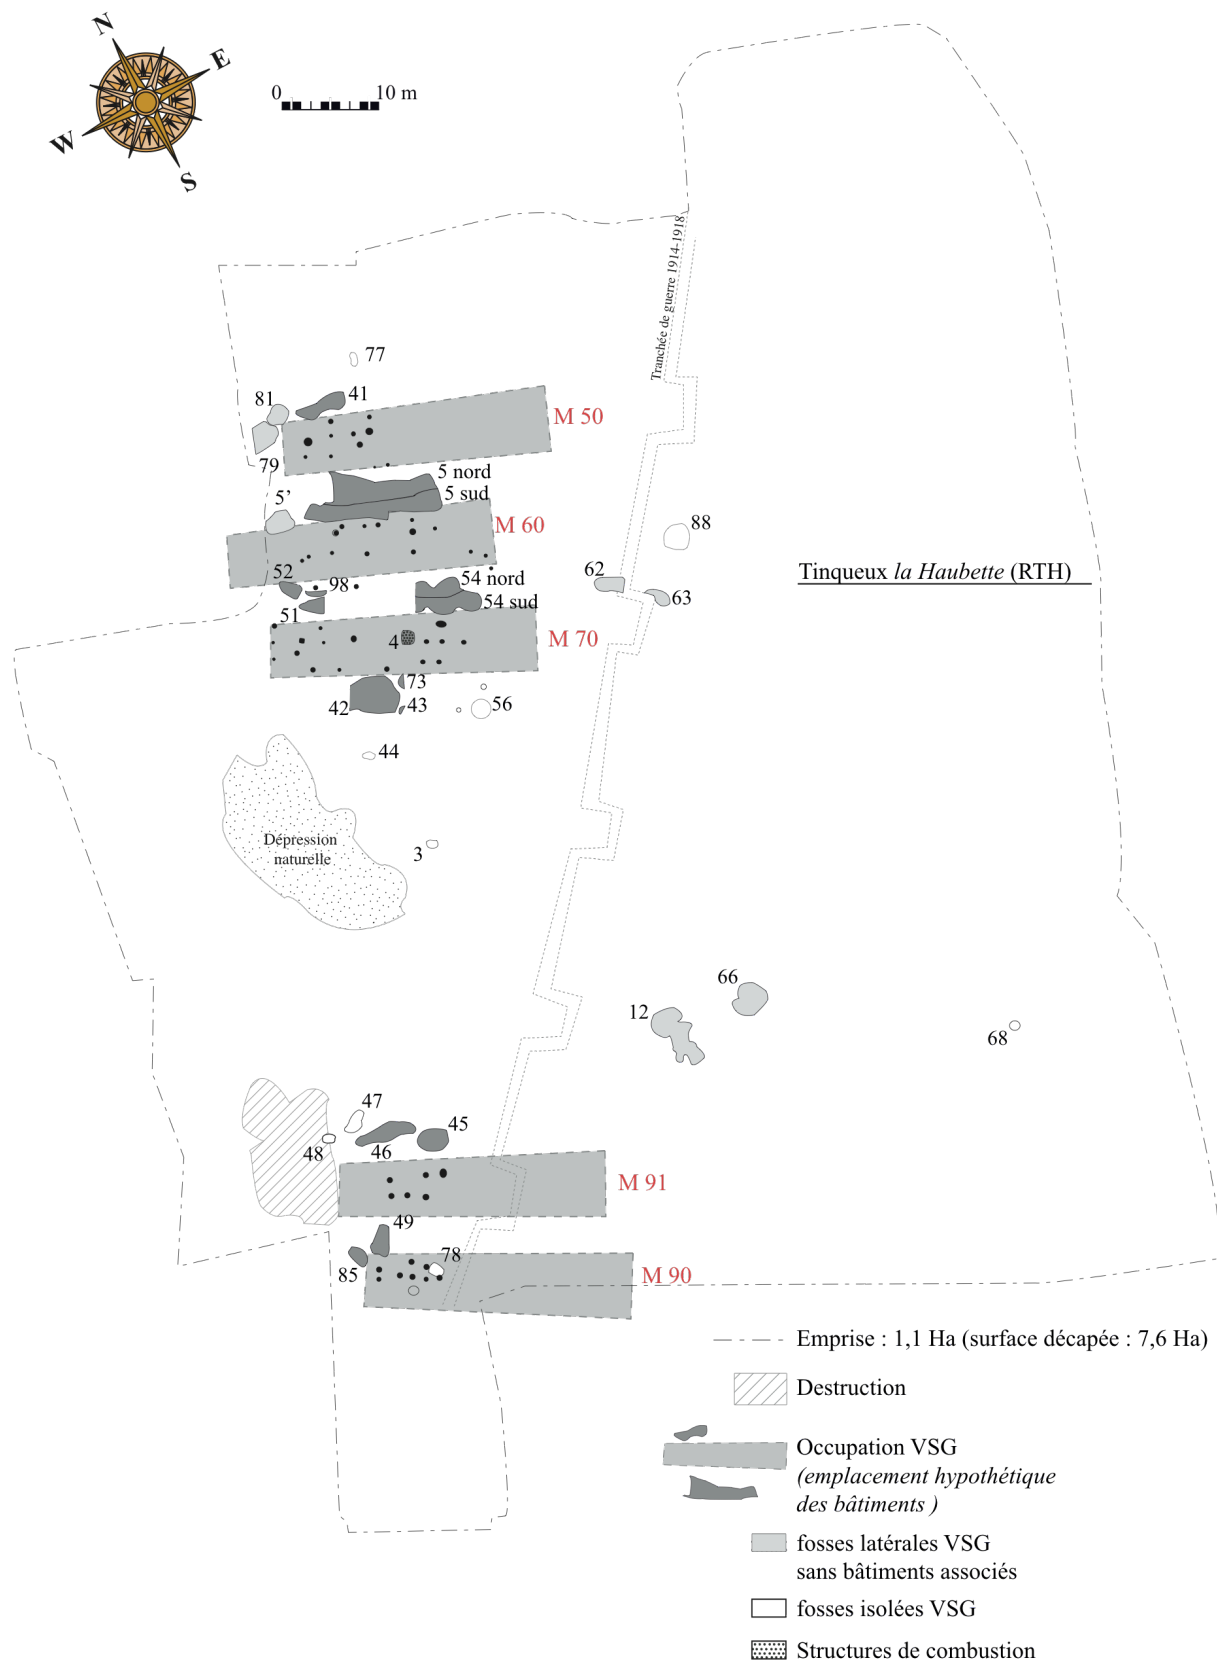 N
E
W
S
0 10 m
Tranchée de guerre 1914-1918
77
41
81
M 50
79
5 nord
5 sud
5’
M 60
88
52
98
54 nord
54 sud
51
62
63
Tinqueux la Haubette (RTH)
M 70
4
73
42
43
56
44
Dépression
naturelle
3
66
12
68
47
45
48
46
M 91
49
78
85
M 90
Emprise : 1,1 Ha (surface décapée : 7,6 Ha)
Destruction
Occupation VSG
(emplacement hypothétique
des bâtiments )
fosses latérales VSG
sans bâtiments associés
fosses isolées VSG
Structures de combustion